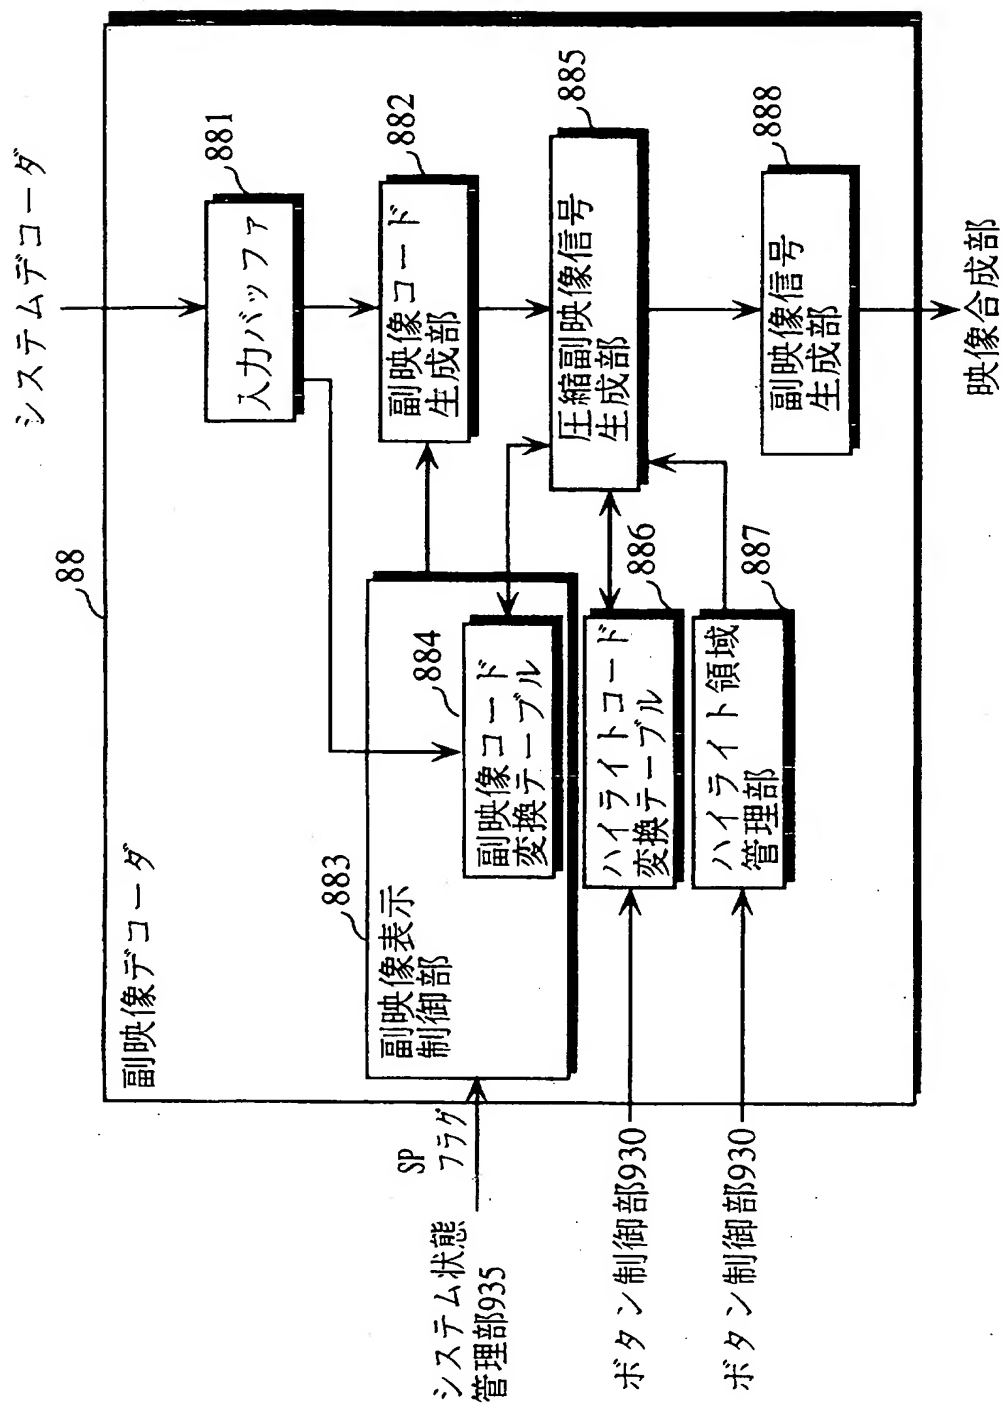 副映像デコーダ
88
システムデコーダ
入力バッファ
881
副映像コード
生成部
882
圧縮副映像信号
生成部
885
副映像信号
生成部
888
映像合成部
副映像表示
制御部
883
副映像コード
変換テーブル
884
ハイライトコード
変換テーブル
886
ハイライト領域
管理部
887
SP
フラグ
システム状態
管理部935
ボタン制御部930
ボタン制御部930